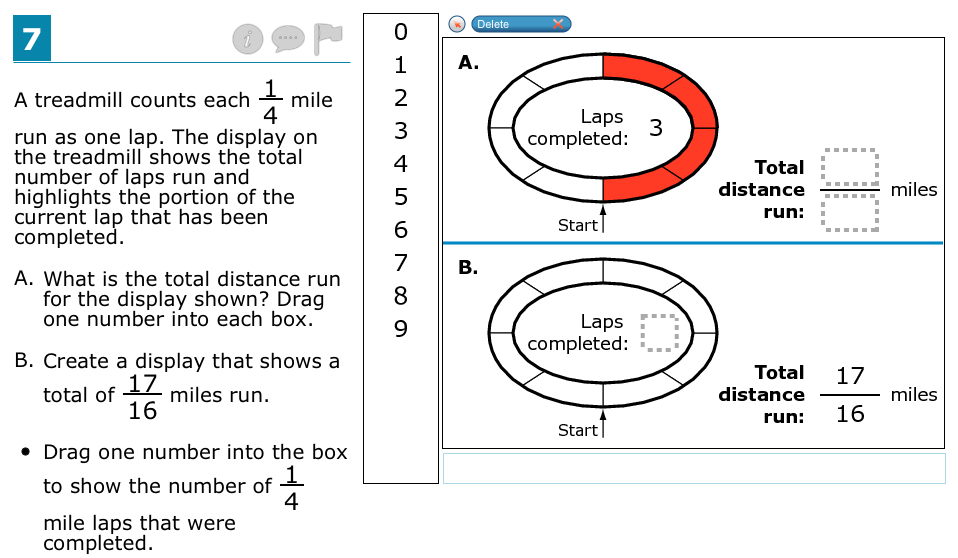 7
i
A treadmill counts each 1/4 mile
run as one lap. The display on
the treadmill shows the total
number of laps run and
highlights the portion of the
current lap that has been
completed.
A. What is the total distance run
for the display shown? Drag
one number into each box.
B. Create a display that shows a
total of 17/16 miles run.
• Drag one number into the box
to show the number of 1/4
mile laps that were
completed.
0
1
2
3
4
5
6
7
8
9
Delete
A.
Laps
completed: 3
Start
Total
distance
run:
miles
B.
Laps
completed:
Start
Total
distance
run:
17
16
miles